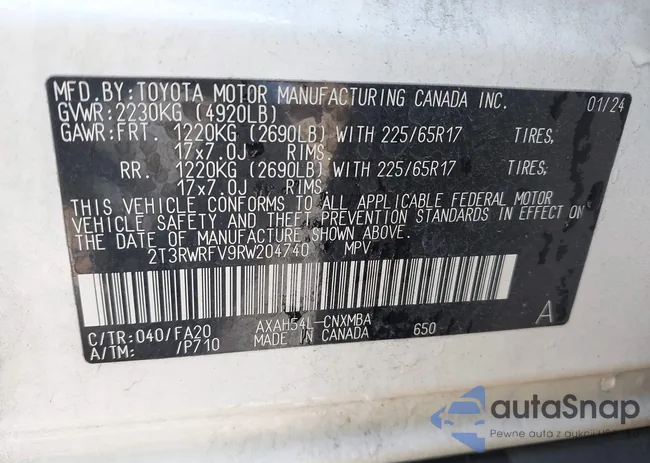 MFD.BY:TOYOTA MOTOR MANUFACTURING CANADA INC. 01/24
GVWR:2230KG (4920LB)
GAWR:FRT. 1220KG (2690LB) WITH 225/65R17 TIRES,
17x7.0J RIMS.
RR. 1220KG (2690LB) WITH 225/65R17 TIRES,
17x7.0J RIMS.
THIS VEHICLE CONFORMS TO ALL APPLICABLE FEDERAL MOTOR
VEHICLE SAFETY AND THEFT PREVENTION STANDARDS IN EFFECT ON
THE DATE OF MANUFACTURE SHOWN ABOVE.
2T3RWRFV9RW204740 MPV
C/TR:040/FA20 AXAH54L-CNXMBA 650 A
A/TM: /P710 MADE IN CANADA
autaSnap
Pewne auta z aukcji